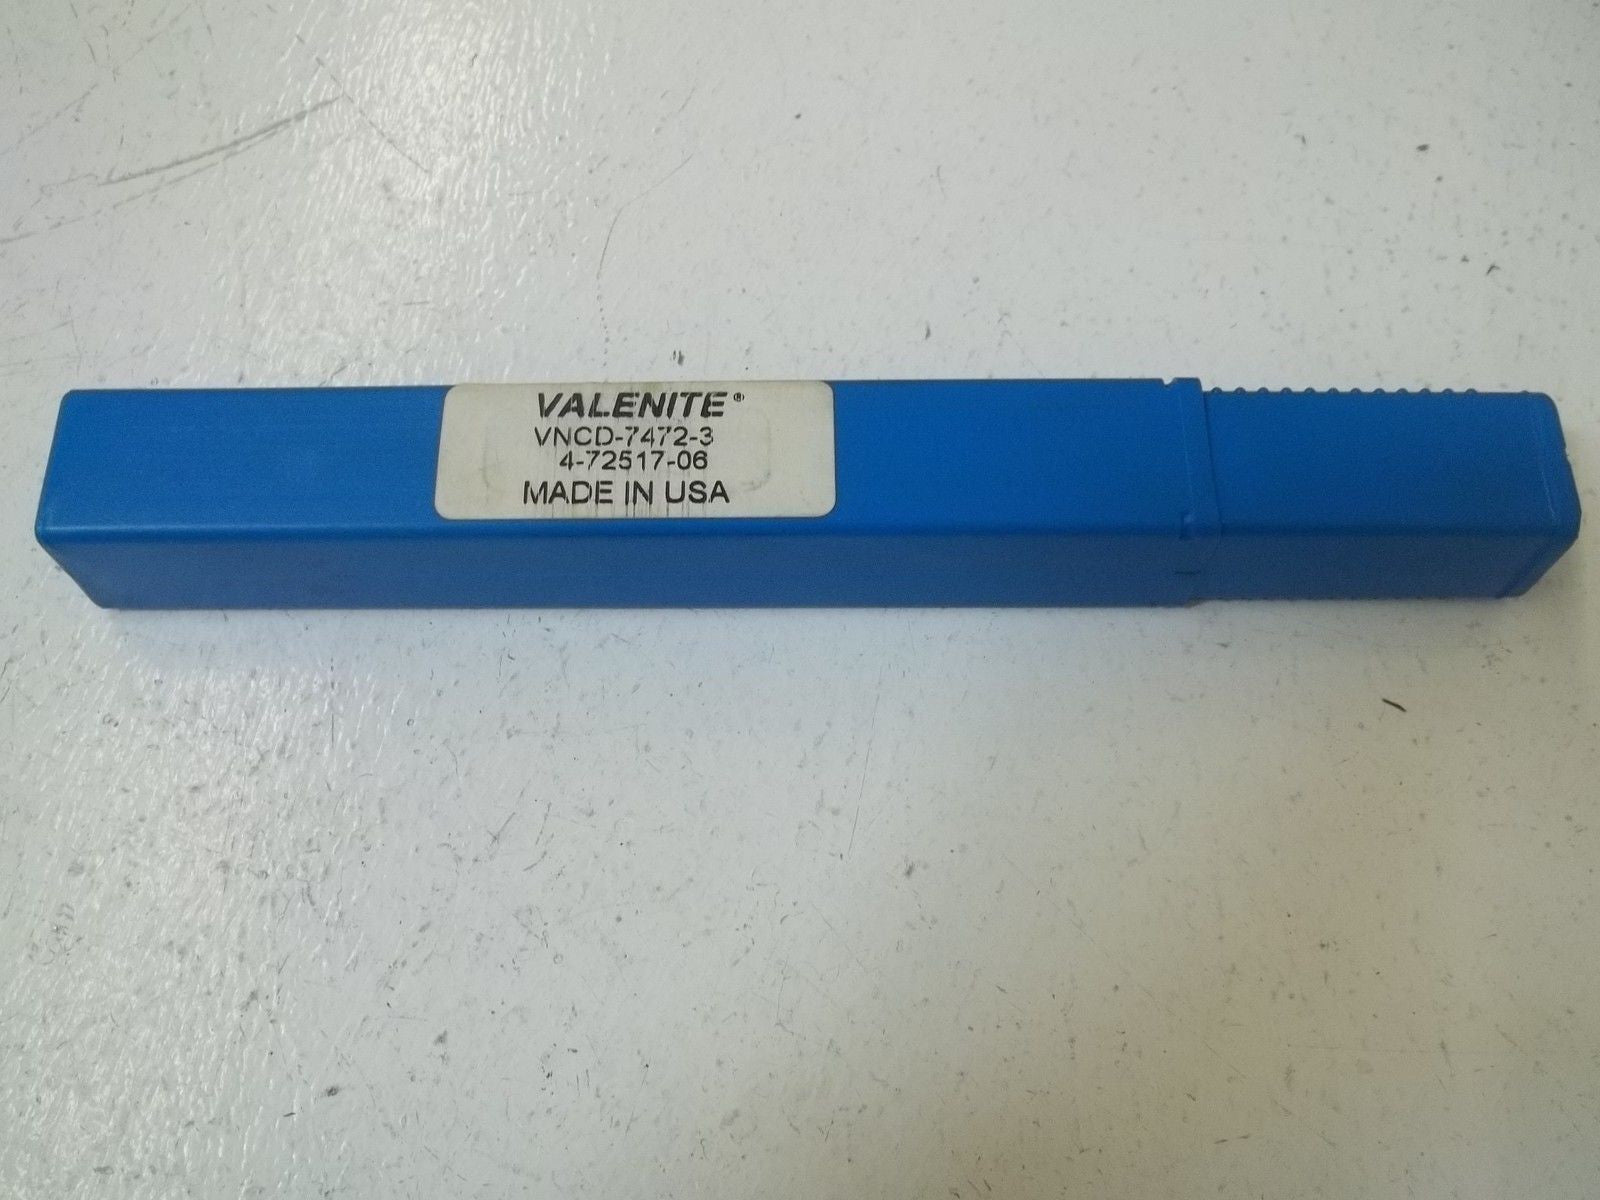 VALENITE®
VNCD-7472-3
4-72517-06
MADE IN USA